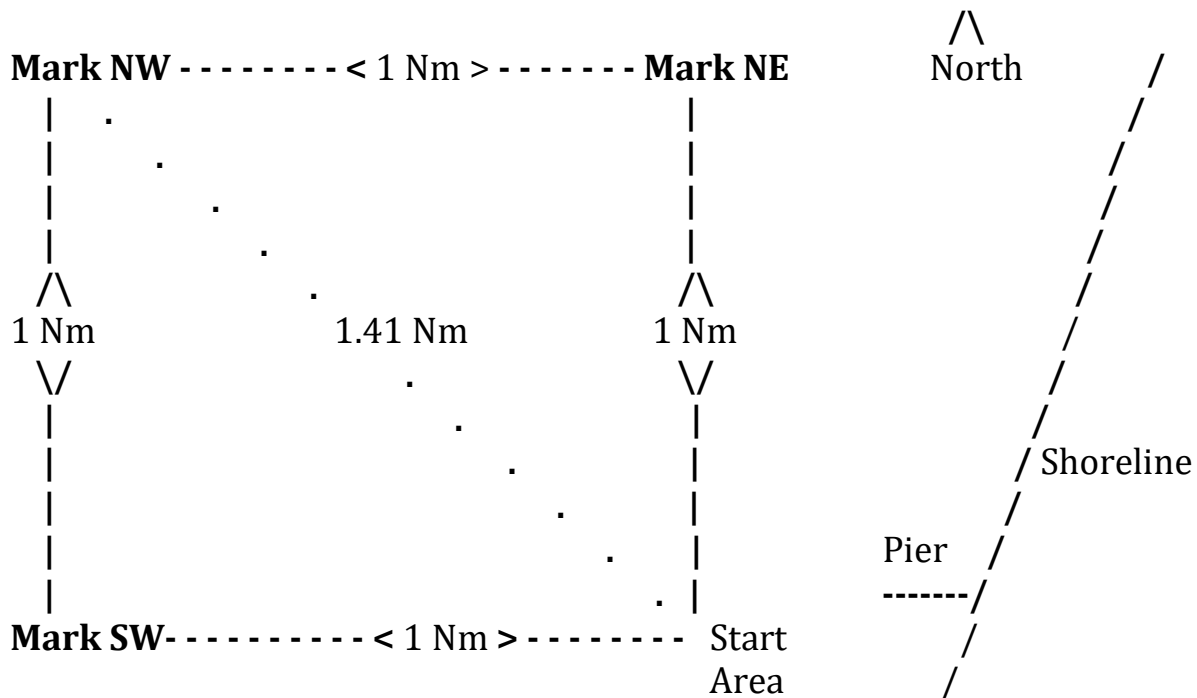 /\
Mark NW - - - - - - - - < 1 Nm > - - - - - - - Mark NE North /
| . | /
| . | /
| . | /
| . | /
/\ . /\ /
1 Nm 1.41 Nm 1 Nm /
\/ . \/ /
| . | /
| . | / Shoreline
| . | /
| . | Pier /
| . | ------- /
Mark SW- - - - - - - - - - < 1 Nm > - - - - - - - - Start /
Area /